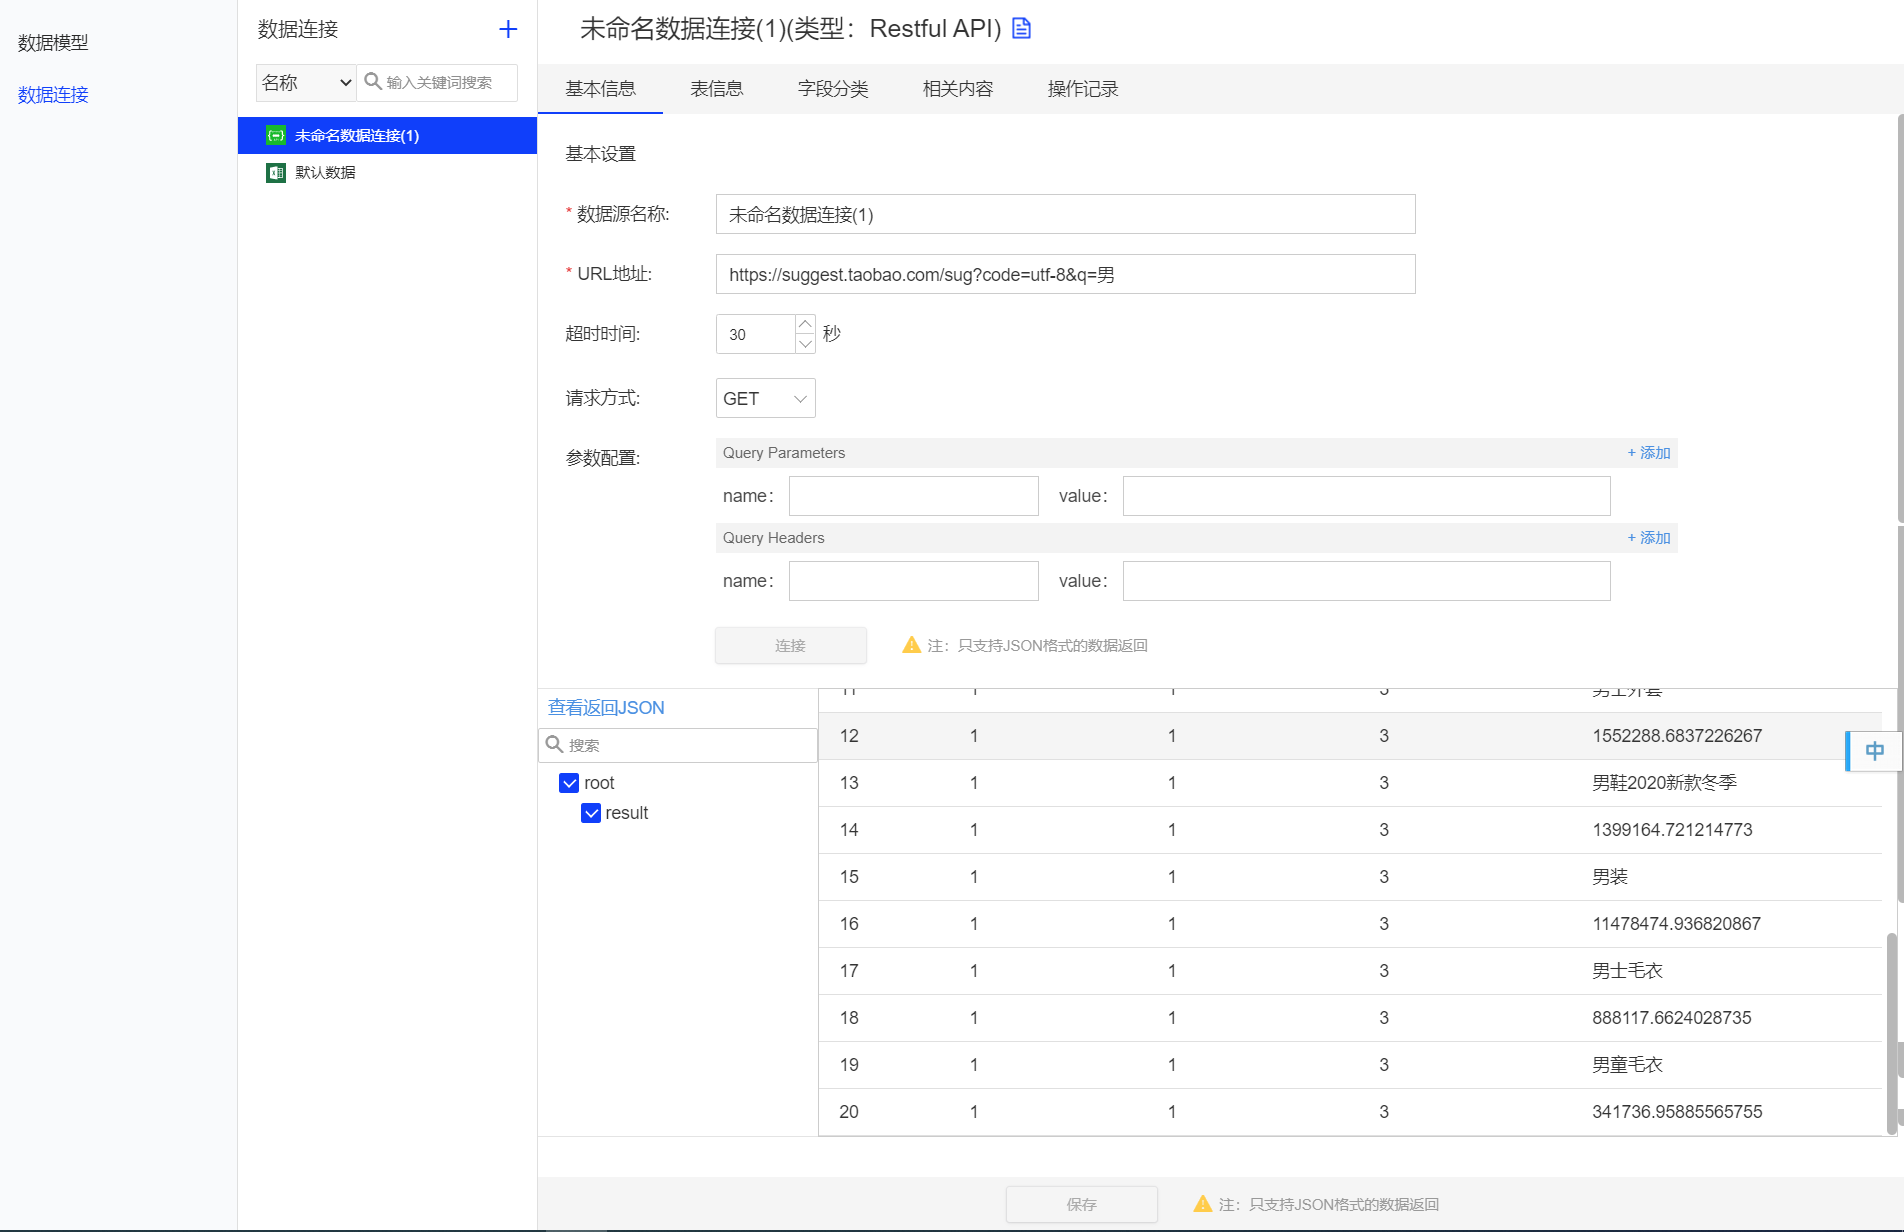 数据模型
数据连接
数据连接
名称
输入关键词搜索
未命名数据连接(1)
默认数据
未命名数据连接(1)(类型：Restful API)
基本信息
表信息
字段分类
相关内容
操作记录
基本设置
* 数据源名称:
未命名数据连接(1)
* URL地址:
https://suggest.taobao.com/sug?code=utf-8&q=男
超时时间:
30
秒
请求方式:
GET
参数配置:
Query Parameters
+ 添加
name：
value：
Query Headers
+ 添加
name：
value：
连接
注：只支持JSON格式的数据返回
查看返回JSON
搜索
root
result
11 1 1 3 男士外套
12 1 1 3 1552288.6837226267
13 1 1 3 男鞋2020新款冬季
14 1 1 3 1399164.721214773
15 1 1 3 男装
16 1 1 3 11478474.936820867
17 1 1 3 男士毛衣
18 1 1 3 888117.6624028735
19 1 1 3 男童毛衣
20 1 1 3 341736.95885565755
中
保存
注：只支持JSON格式的数据返回